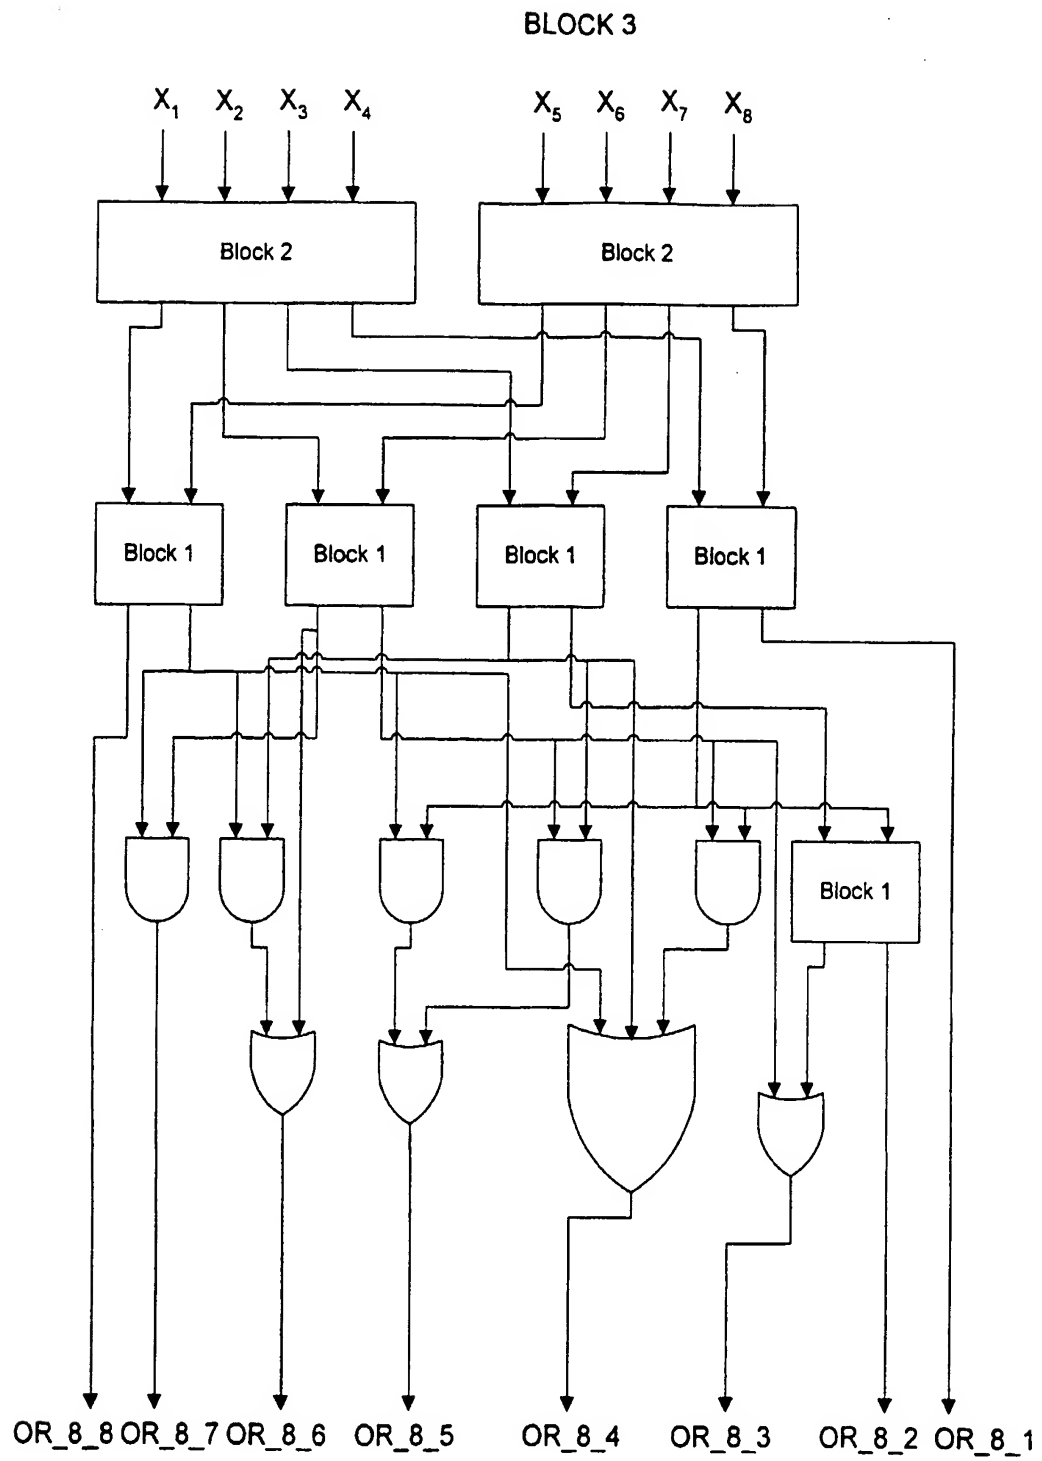 BLOCK 3
X1 X2 X3 X4 X5 X6 X7 X8
Block 2 Block 2
Block 1 Block 1 Block 1 Block 1
Block 1
OR_8_8 OR_8_7 OR_8_6 OR_8_5 OR_8_4 OR_8_3 OR_8_2 OR_8_1